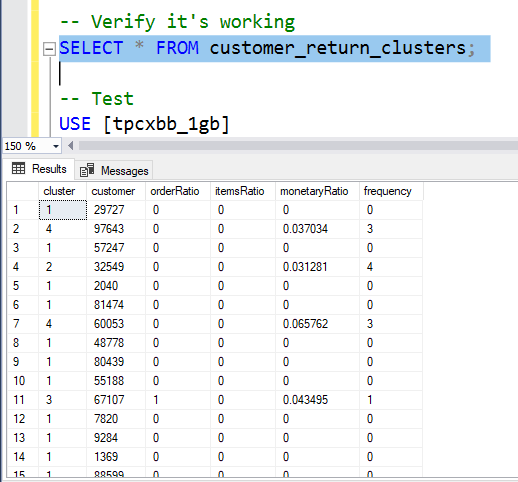 -- Verify it's working
SELECT * FROM customer_return_clusters;
-- Test
USE [tpcxbb_1gb]
150 %
Results Messages
cluster customer orderRatio itemsRatio monetaryRatio frequency
1 1 29727 0 0 0 0
2 4 97643 0 0 0.037034 3
3 1 57247 0 0 0 0
4 2 32549 0 0 0.031281 4
5 1 2040 0 0 0 0
6 1 81474 0 0 0 0
7 4 60053 0 0 0.065762 3
8 1 48778 0 0 0 0
9 1 80439 0 0 0 0
10 1 55188 0 0 0 0
11 3 67107 1 0 0.043495 1
12 1 7820 0 0 0 0
13 1 9284 0 0 0 0
14 1 1369 0 0 0 0
15 1 88599 0 0 0 0